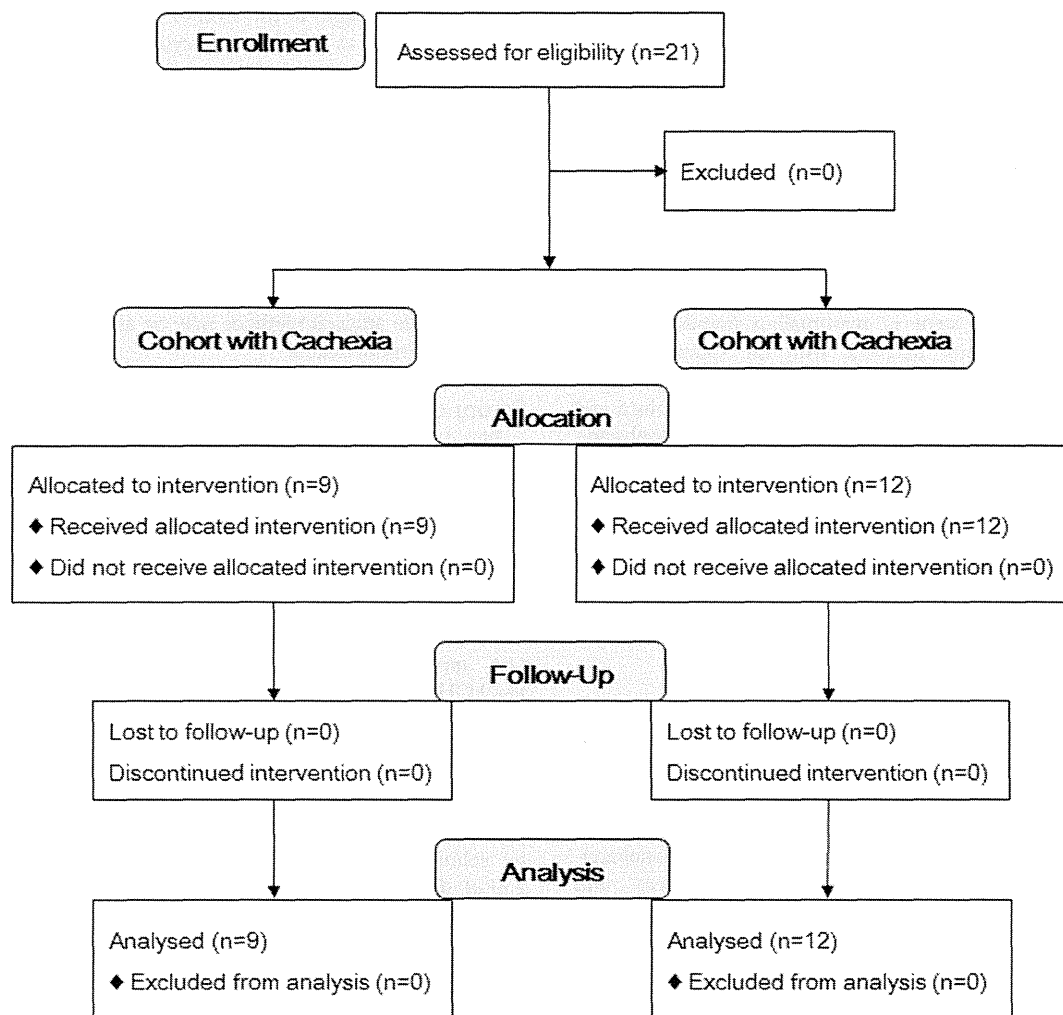 Enrollment
Assessed for eligibility (n=21)
Excluded (n=0)
Cohort with Cachexia
Cohort with Cachexia
Allocation
Allocated to intervention (n=9)
♦ Received allocated intervention (n=9)
♦ Did not receive allocated intervention (n=0)
Allocated to intervention (n=12)
♦ Received allocated intervention (n=12)
♦ Did not receive allocated intervention (n=0)
Follow-Up
Lost to follow-up (n=0)
Discontinued intervention (n=0)
Lost to follow-up (n=0)
Discontinued intervention (n=0)
Analysis
Analysed (n=9)
♦ Excluded from analysis (n=0)
Analysed (n=12)
♦ Excluded from analysis (n=0)